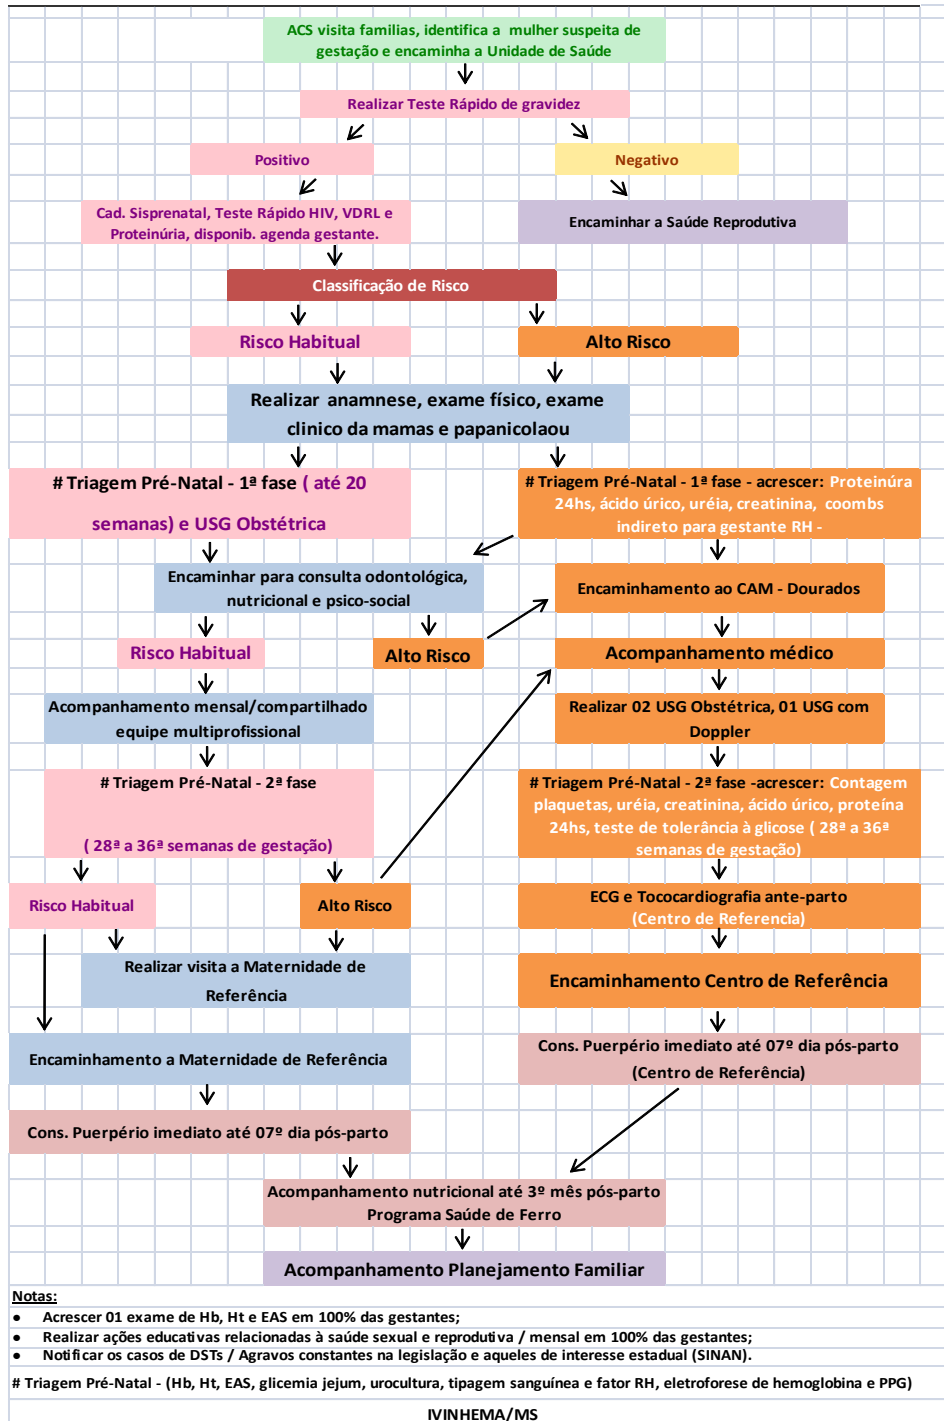 ACS visita familias, identifica a mulher suspeita de
gestação e encaminha a Unidade de Saúde
Realizar Teste Rápido de gravidez
Positivo
Negativo
Cad. Sisprenatal, Teste Rápido HIV, VDRL e
Proteinúria, disponib. agenda gestante.
Encaminhar a Saúde Reprodutiva
Classificação de Risco
Risco Habitual
Alto Risco
Realizar anamnese, exame físico, exame
clinico da mamas e papanicolaou
# Triagem Pré-Natal - 1ª fase ( até 20
semanas) e USG Obstétrica
# Triagem Pré-Natal - 1ª fase - acrescer: Proteinúra
24hs, ácido úrico, uréia, creatinina, coombs
indireto para gestante RH -
Encaminhar para consulta odontológica,
nutricional e psico-social
Encaminhamento ao CAM - Dourados
Risco Habitual
Alto Risco
Acompanhamento médico
Acompanhamento mensal/compartilhado
equipe multiprofissional
Realizar 02 USG Obstétrica, 01 USG com
Doppler
# Triagem Pré-Natal - 2ª fase
( 28ª a 36ª semanas de gestação)
# Triagem Pré-Natal - 2ª fase -acrescer: Contagem
plaquetas, uréia, creatinina, ácido úrico, proteína
24hs, teste de tolerância à glicose ( 28ª a 36ª
semanas de gestação)
Risco Habitual
Alto Risco
ECG e Tococardiografia ante-parto
(Centro de Referencia)
Realizar visita a Maternidade de
Referência
Encaminhamento Centro de Referência
Encaminhamento a Maternidade de Referência
Cons. Puerpério imediato até 07º dia pós-parto
(Centro de Referência)
Cons. Puerpério imediato até 07º dia pós-parto
Acompanhamento nutricional até 3º mês pós-parto
Programa Saúde de Ferro
Acompanhamento Planejamento Familiar
Notas:
● Acrescer 01 exame de Hb, Ht e EAS em 100% das gestantes;
● Realizar ações educativas relacionadas à saúde sexual e reprodutiva / mensal em 100% das gestantes;
● Notificar os casos de DSTs / Agravos constantes na legislação e aqueles de interesse estadual (SINAN).
# Triagem Pré-Natal - (Hb, Ht, EAS, glicemia jejum, urocultura, tipagem sanguínea e fator RH, eletroforese de hemoglobina e PPG)
IVINHEMA/MS